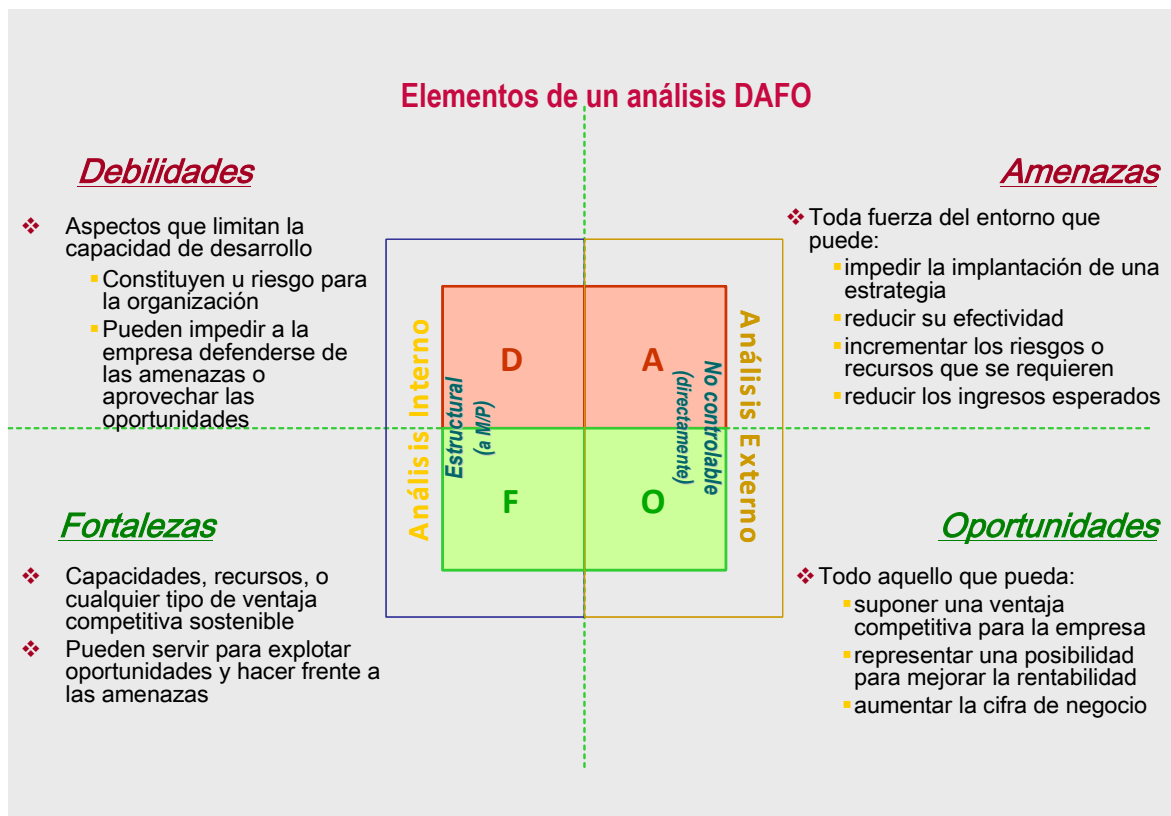 Elementos de un análisis DAFO
Debilidades
❖ Aspectos que limitan la
capacidad de desarrollo
▪ Constituyen u riesgo para
la organización
▪ Pueden impedir a la
empresa defenderse de
las amenazas o
aprovechar las
oportunidades
Amenazas
❖ Toda fuerza del entorno que
puede:
▪ impedir la implantación de una
estrategia
▪ reducir su efectividad
▪ incrementar los riesgos o
recursos que se requieren
▪ reducir los ingresos esperados
Análisis Interno
Estructural
(a M/P)
D
A
F
O
No controlable
(directamente)
Análisis Externo
Fortalezas
❖ Capacidades, recursos, o
cualquier tipo de ventaja
competitiva sostenible
❖ Pueden servir para explotar
oportunidades y hacer frente a
las amenazas
Oportunidades
❖ Todo aquello que pueda:
▪ suponer una ventaja
competitiva para la empresa
▪ representar una posibilidad
para mejorar la rentabilidad
▪ aumentar la cifra de negocio